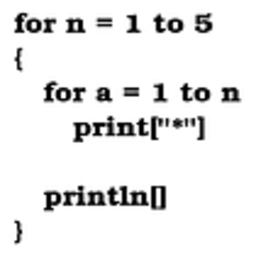 for n = 1 to 5
{
for a = 1 to n
print["*"]
println[]
}